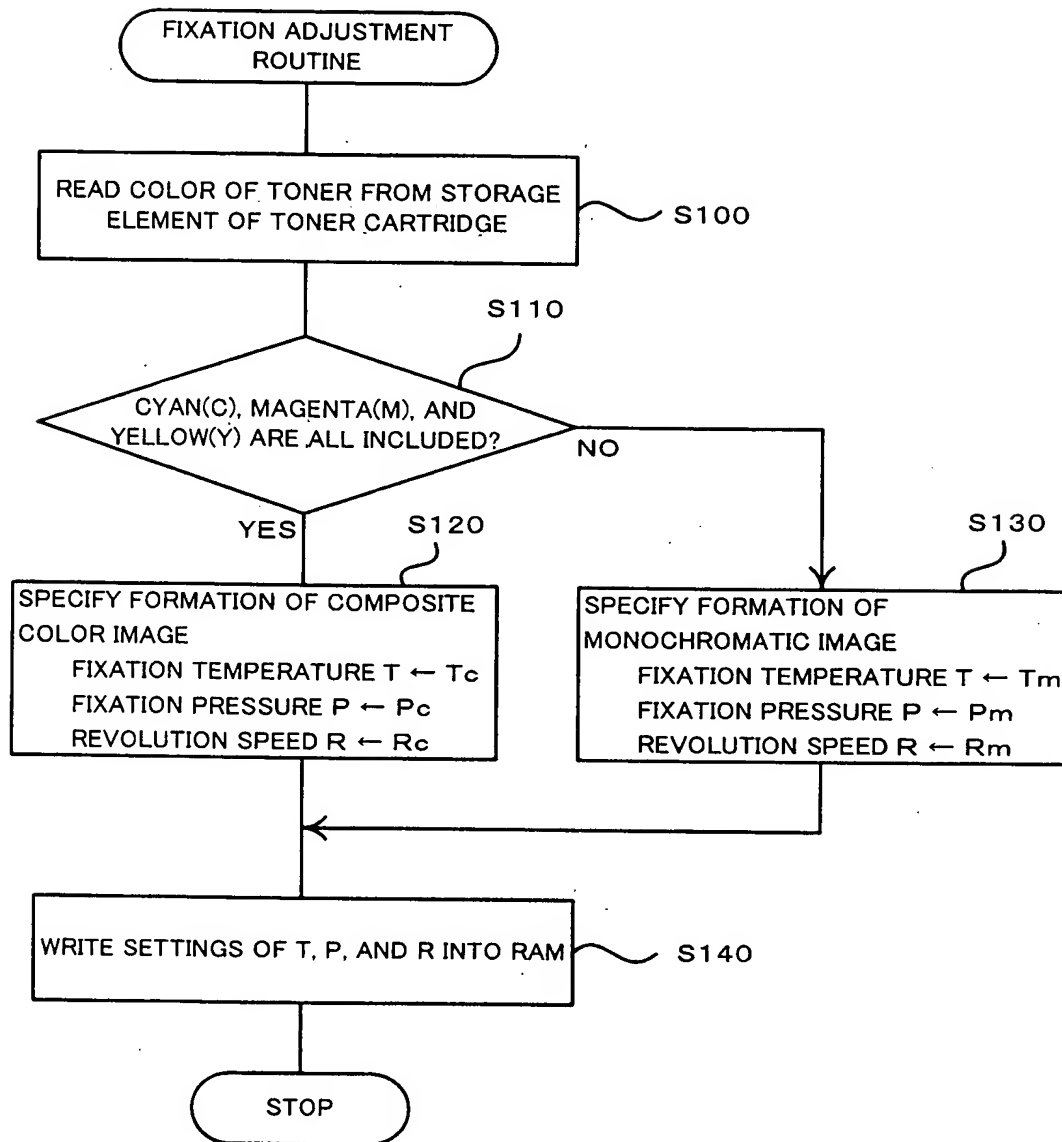 FIXATION ADJUSTMENT
ROUTINE
READ COLOR OF TONER FROM STORAGE
ELEMENT OF TONER CARTRIDGE
S100
S110
CYAN(C), MAGENTA(M), AND
YELLOW(Y) ARE ALL INCLUDED?
NO
YES
S120
S130
SPECIFY FORMATION OF COMPOSITE
COLOR IMAGE
FIXATION TEMPERATURE T ← Tc
FIXATION PRESSURE P ← Pc
REVOLUTION SPEED R ← Rc
SPECIFY FORMATION OF
MONOCHROMATIC IMAGE
FIXATION TEMPERATURE T ← Tm
FIXATION PRESSURE P ← Pm
REVOLUTION SPEED R ← Rm
WRITE SETTINGS OF T, P, AND R INTO RAM
S140
STOP